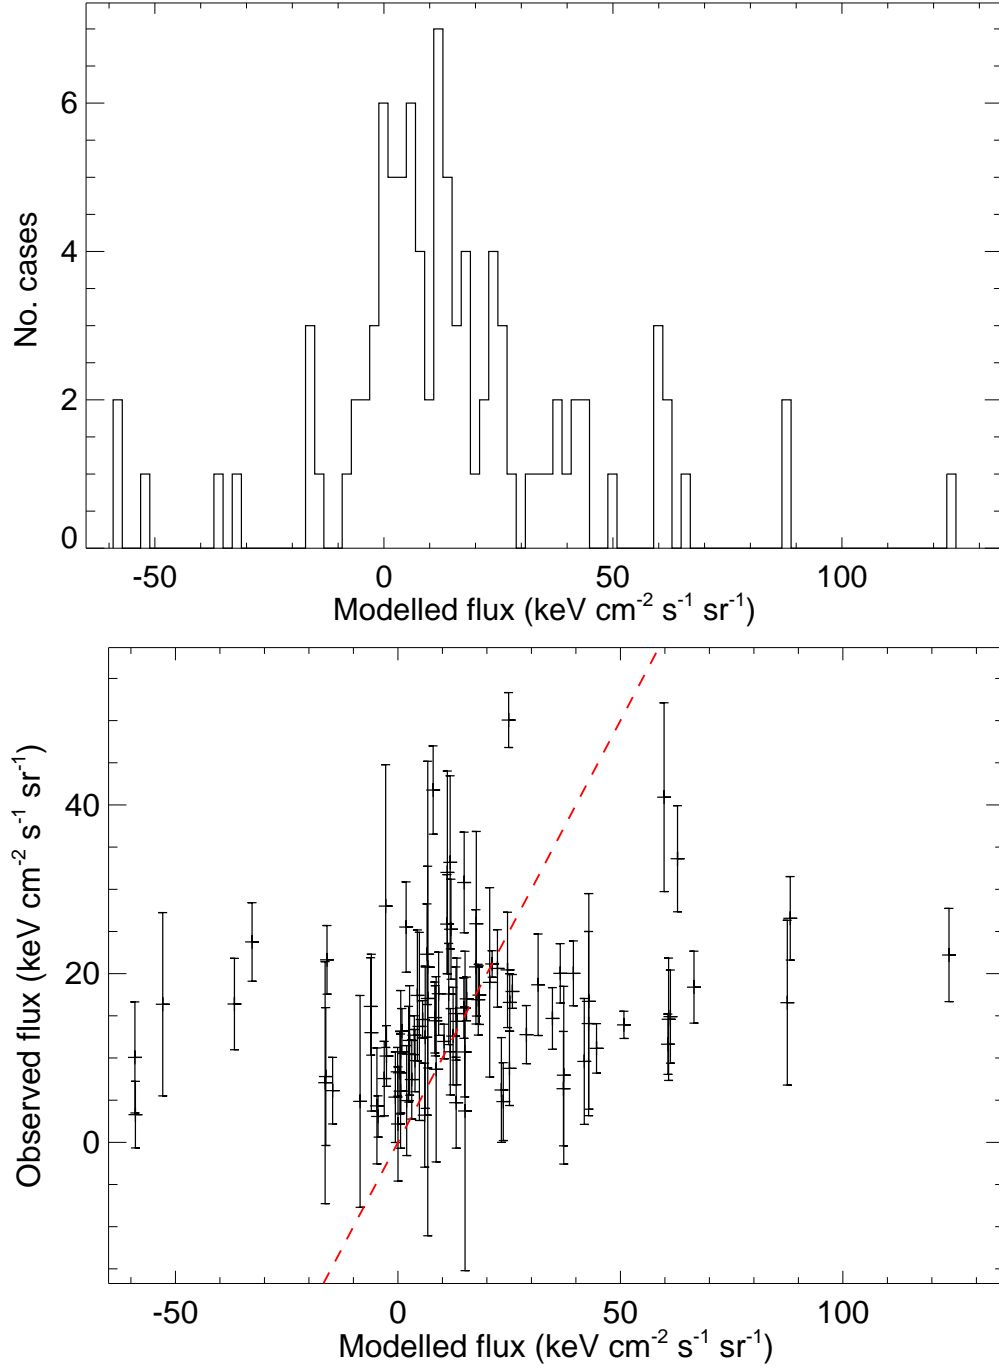 6
4
2
0
No. cases
-50 0 50 100
Modelled flux (keV cm⁻² s⁻¹ sr⁻¹)
40
20
0
Observed flux (keV cm⁻² s⁻¹ sr⁻¹)
-50 0 50 100
Modelled flux (keV cm⁻² s⁻¹ sr⁻¹)